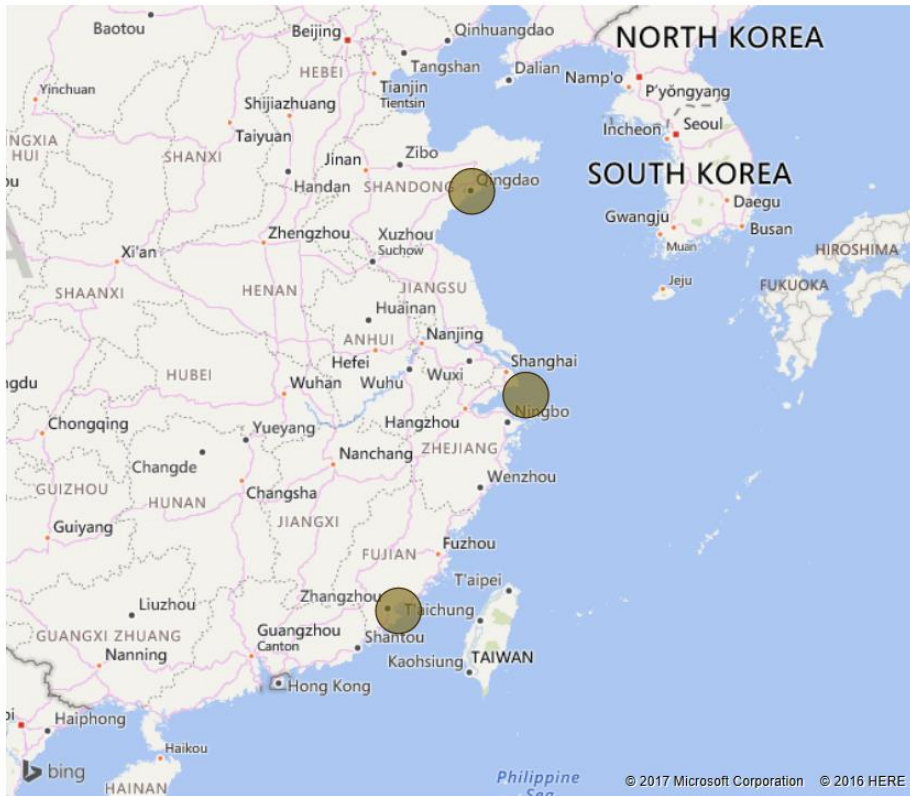 Baotou
Beijing
Qinhuangdao
NORTH KOREA
HEBEI
Tangshan
Dalian
Namp'o
P'yŏngyang
Yinchuan
Tianjin
Tientsin
Shijiazhuang
Taiyuan
Incheon
Seoul
NINGXIA
HUI
SHANXI
Jinan
Zibo
Handan
SHANDONG
Qingdao
SOUTH KOREA
Daegu
Gwangju
Busan
Muan
Zhengzhou
Xuzhou
Suchow
Xi'an
HIROSHIMA
Jeju
FUKUOKA
SHAANXI
HENAN
JIANGSU
Huainan
ANHUI
Nanjing
Hefei
Shanghai
HUBEI
Wuhan
Wuhu
Wuxi
ngdu
Hangzhou
Ningbo
Chongqing
Yueyang
ZHEJIANG
Changde
Nanchang
Wenzhou
GUIZHOU
HUNAN
Changsha
JIANGXI
Guiyang
FUJIAN
Fuzhou
T'aipei
Zhangzhou
T'aichung
Liuzhou
GUANGXI ZHUANG
Guangzhou
Canton
Shantou
Nanning
Kaohsiung
TAIWAN
Hong Kong
Haiphong
Haikou
bing
HAINAN
Philippine
Sea
© 2017 Microsoft Corporation © 2016 HERE